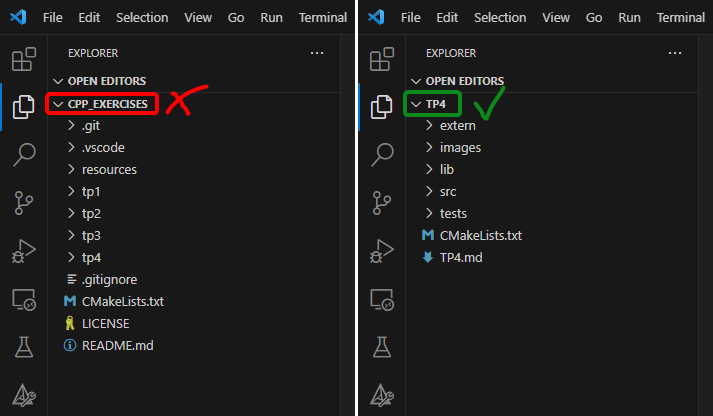 File Edit Selection View Go Run Terminal
EXPLORER
OPEN EDITORS
CPP_EXERCISES
.git
.vscode
resources
tp1
tp2
tp3
tp4
.gitignore
CMakeLists.txt
LICENSE
README.md
File Edit Selection View Go Run Terminal
EXPLORER
OPEN EDITORS
TP4
extern
images
lib
src
tests
CMakeLists.txt
TP4.md